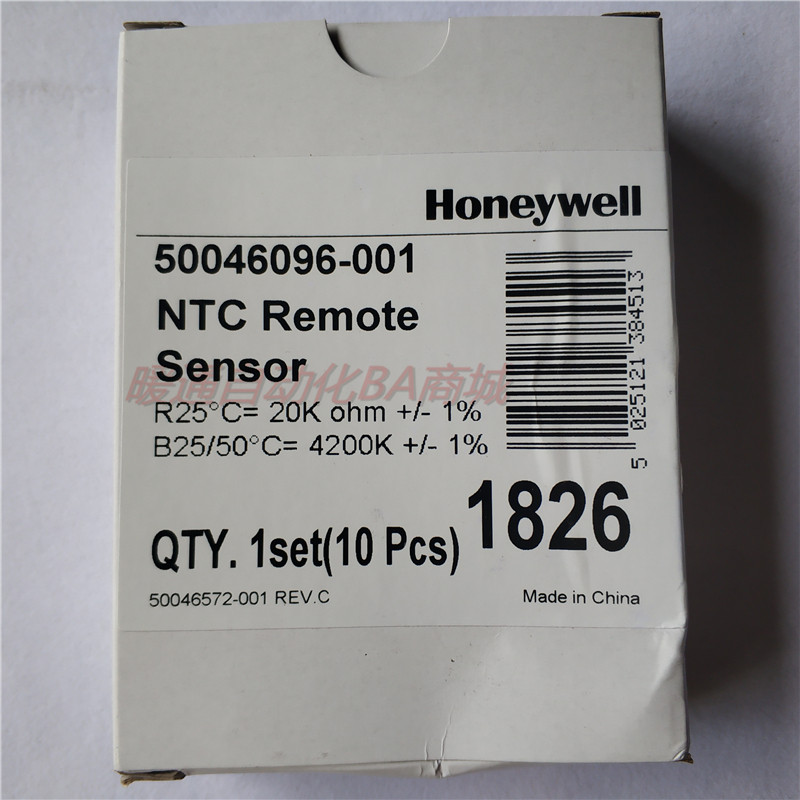 Honeywell
50046096-001
NTC Remote
Sensor
暖通自动化BA商城
R25°C= 20K ohm +/- 1%
B25/50°C= 4200K +/- 1%
5 025121 384513
QTY. 1set(10 Pcs)
1826
50046572-001 REV.C
Made in China